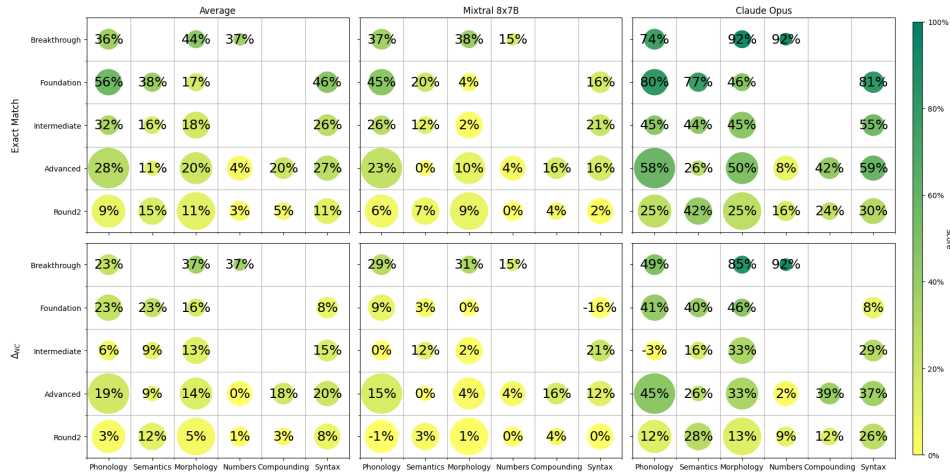 Average Mixtral 8x7B Claude Opus
Breakthrough 36% 44% 37% 37% 38% 15% 74% 92% 92% 100%
Foundation 56% 38% 17% 46% 45% 20% 4% 16% 80% 77% 46% 81%
80%
Exact Match
Intermediate 32% 16% 18% 26% 26% 12% 2% 21% 45% 44% 45% 55%
Advanced 28% 11% 20% 4% 20% 27% 23% 0% 10% 4% 16% 16% 58% 26% 50% 8% 42% 59%
60%
Round2 9% 15% 11% 3% 5% 11% 6% 7% 9% 0% 4% 2% 25% 42% 25% 16% 24% 30%
Score
Breakthrough 23% 37% 37% 29% 31% 15% 49% 85% 92%
40%
Foundation 23% 23% 16% 8% 9% 3% 0% -16% 41% 40% 46% 8%
Δ_NC
Intermediate 6% 9% 13% 15% 0% 12% 2% 21% -3% 16% 33% 29%
20%
Advanced 19% 9% 14% 0% 18% 20% 15% 0% 4% 4% 16% 12% 45% 26% 33% 2% 39% 37%
Round2 3% 12% 5% 1% 3% 8% -1% 3% 1% 0% 4% 0% 12% 28% 13% 9% 12% 26%
0%
Phonology Semantics Morphology Numbers Compounding Syntax Phonology Semantics Morphology Numbers Compounding Syntax Phonology Semantics Morphology Numbers Compounding Syntax